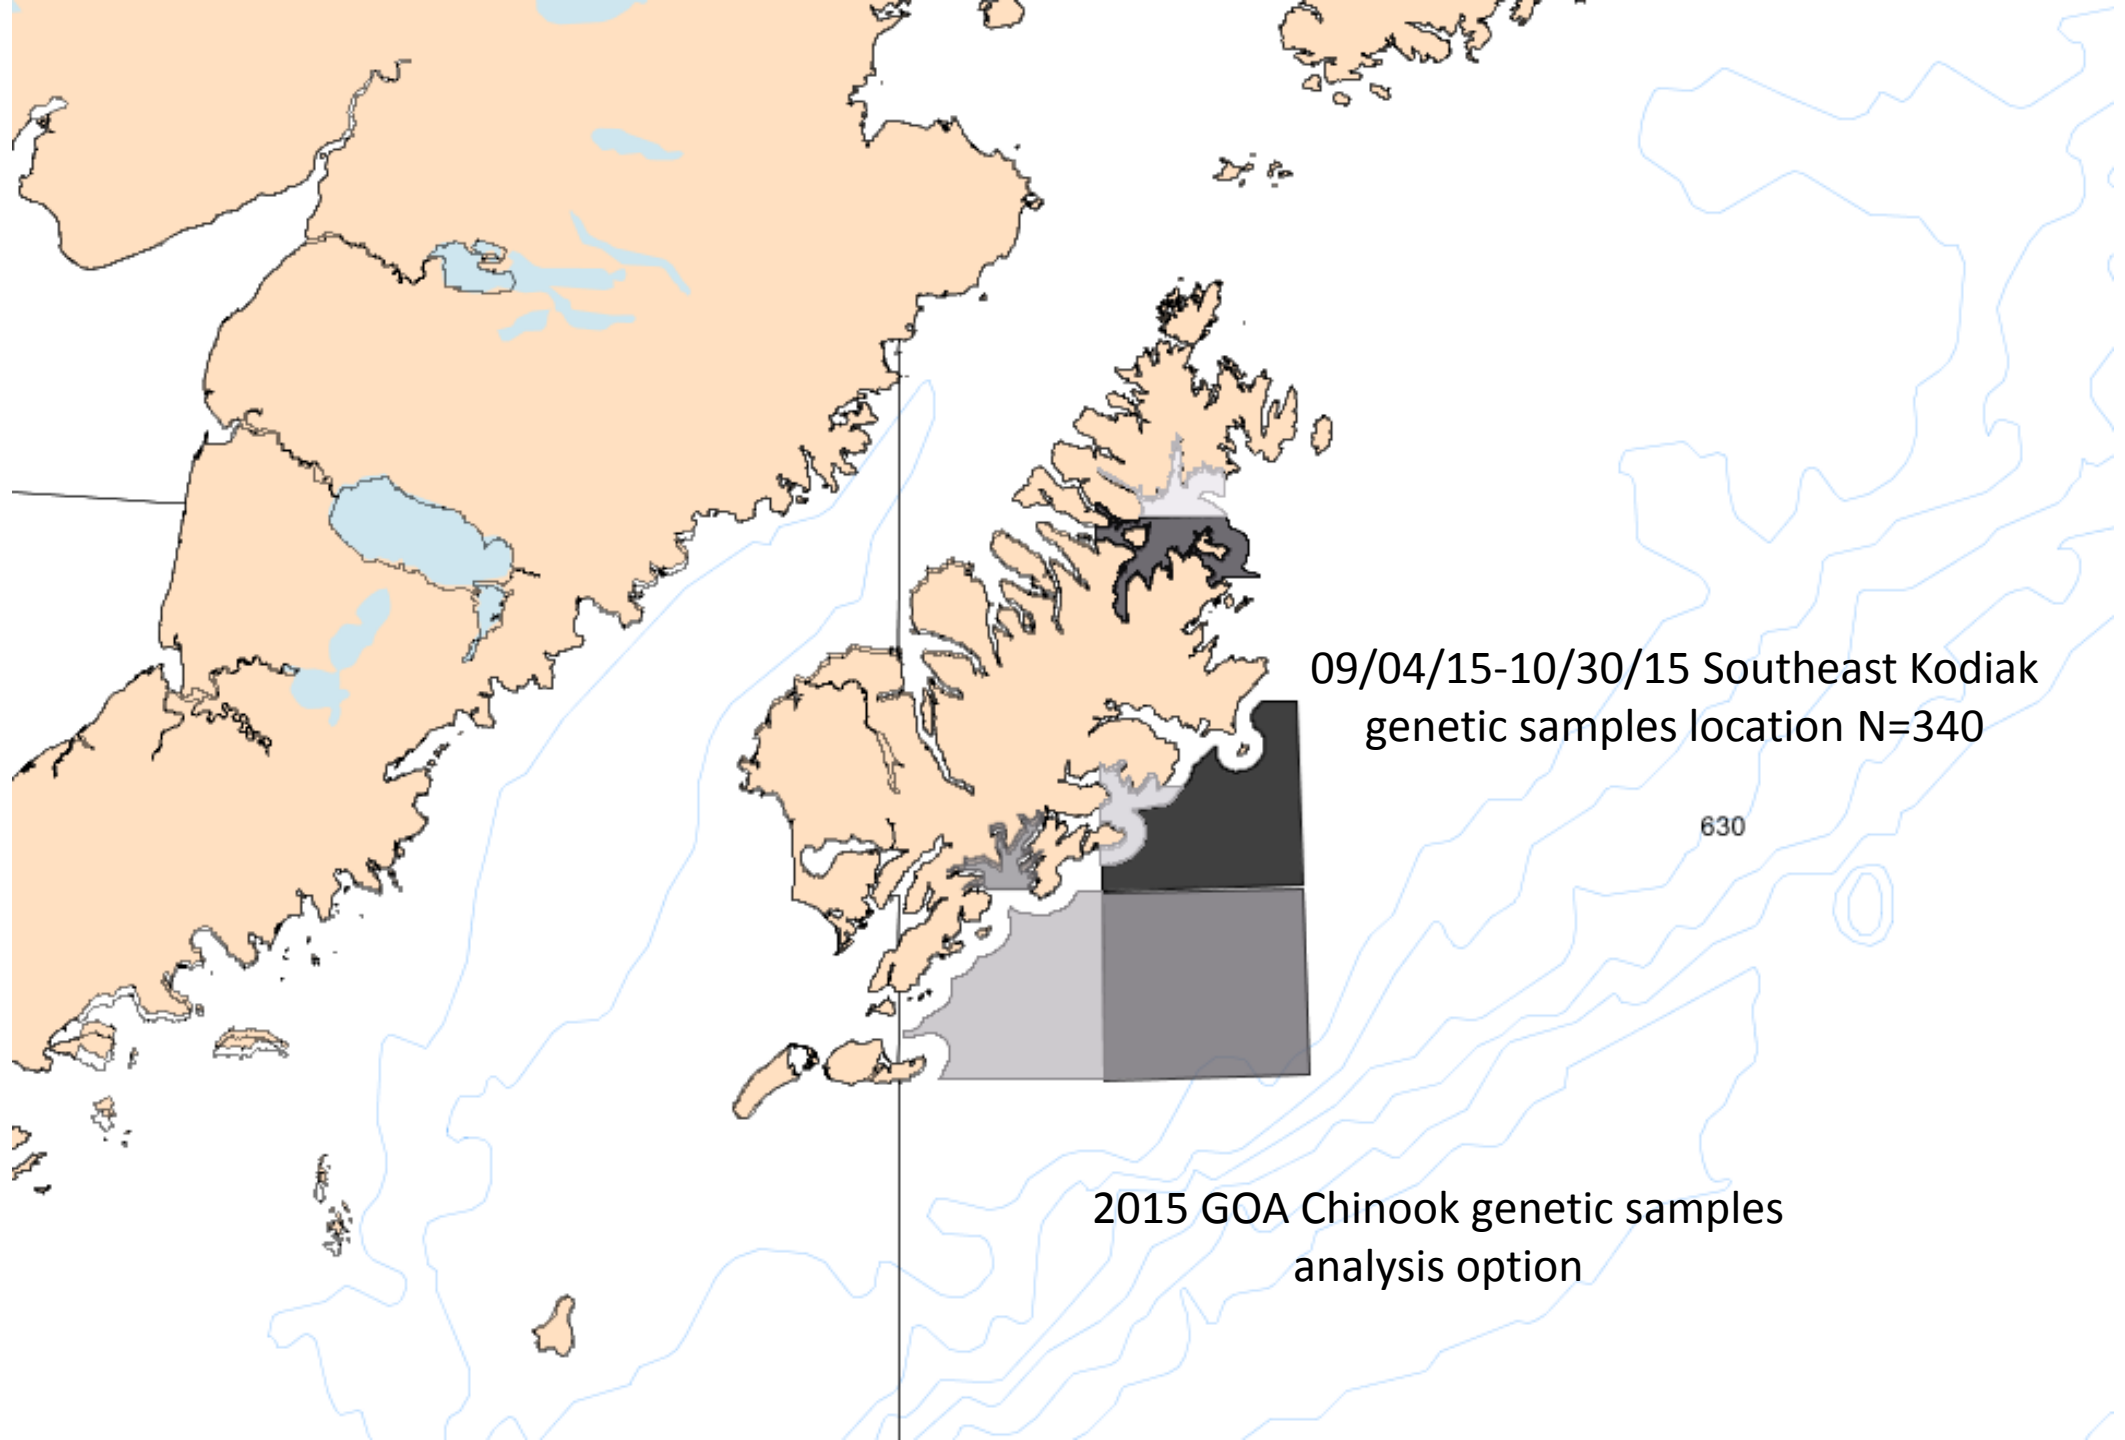 09/04/15-10/30/15 Southeast Kodiak
genetic samples location N=340
630
2015 GOA Chinook genetic samples
analysis option